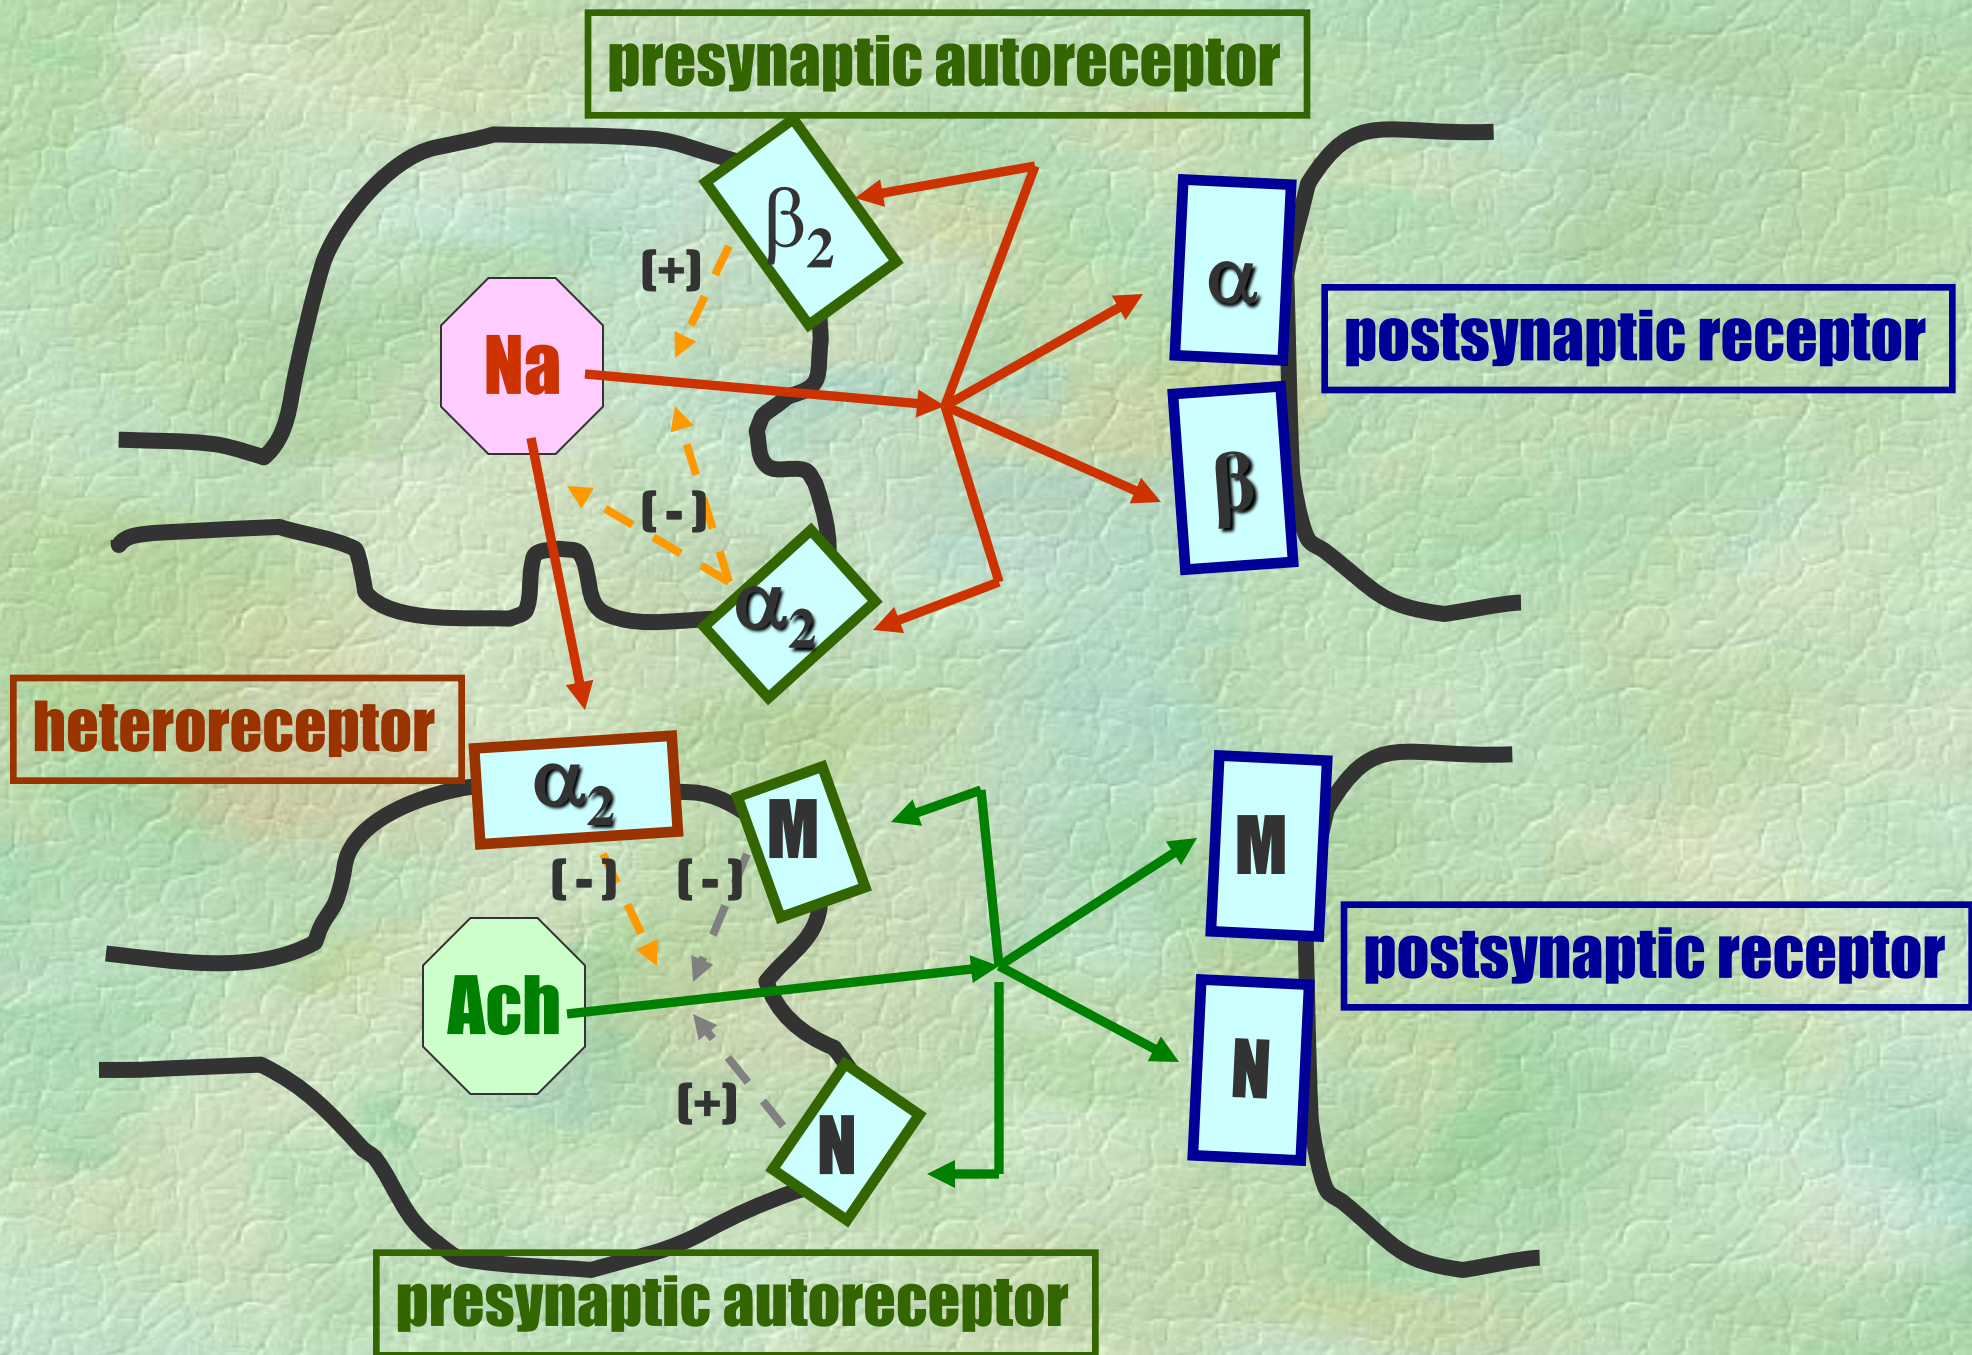 presynaptic autoreceptor
β2
(+)
α
postsynaptic receptor
Na
β
(-)
α2
heteroreceptor
α2
M
M
(-)
(-)
postsynaptic receptor
Ach
N
(+)
N
presynaptic autoreceptor